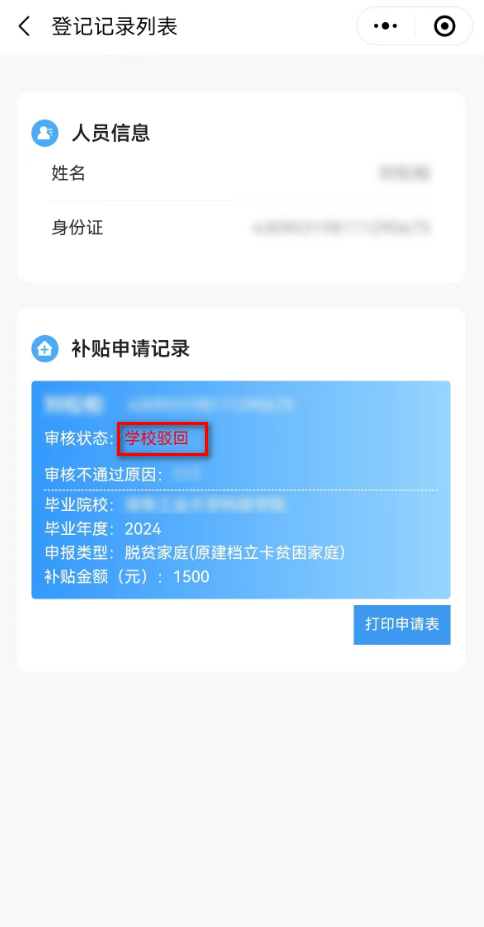 登记记录列表
人员信息
姓名
身份证
补贴申请记录
审核状态：学校驳回
审核不通过原因：
毕业院校：
毕业年度：2024
申报类型：脱贫家庭(原建档立卡贫困家庭)
补贴金额（元）：1500
打印申请表